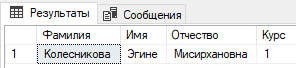 Результаты Сообщения
Фамилия Имя Отчество Курс
1 Колесникова Эгине Мисирхановна 1